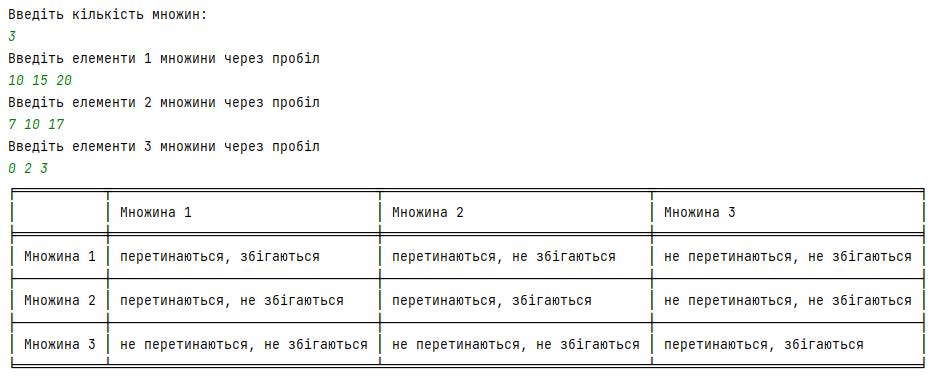 Введіть кількість множин:
3
Введіть елементи 1 множини через пробіл
10 15 20
Введіть елементи 2 множини через пробіл
7 10 17
Введіть елементи 3 множини через пробіл
0 2 3
Множина 1 Множина 2 Множина 3
Множина 1 перетинаються, збігаються перетинаються, не збігаються не перетинаються, не збігаються
Множина 2 перетинаються, не збігаються перетинаються, збігаються не перетинаються, не збігаються
Множина 3 не перетинаються, не збігаються не перетинаються, не збігаються перетинаються, збігаються